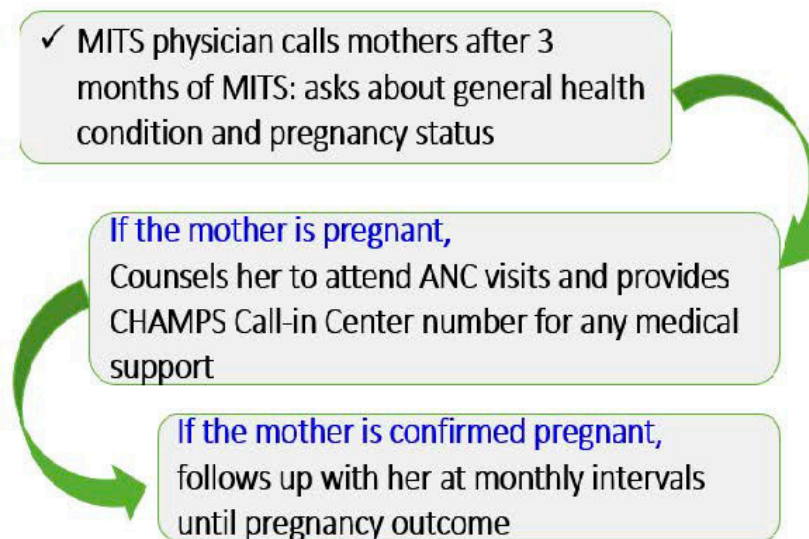 ✓ MITS physician calls mothers after 3
months of MITS: asks about general health
condition and pregnancy status
If the mother is pregnant,
Counsels her to attend ANC visits and provides
CHAMPS Call-in Center number for any medical
support
If the mother is confirmed pregnant,
follows up with her at monthly intervals
until pregnancy outcome